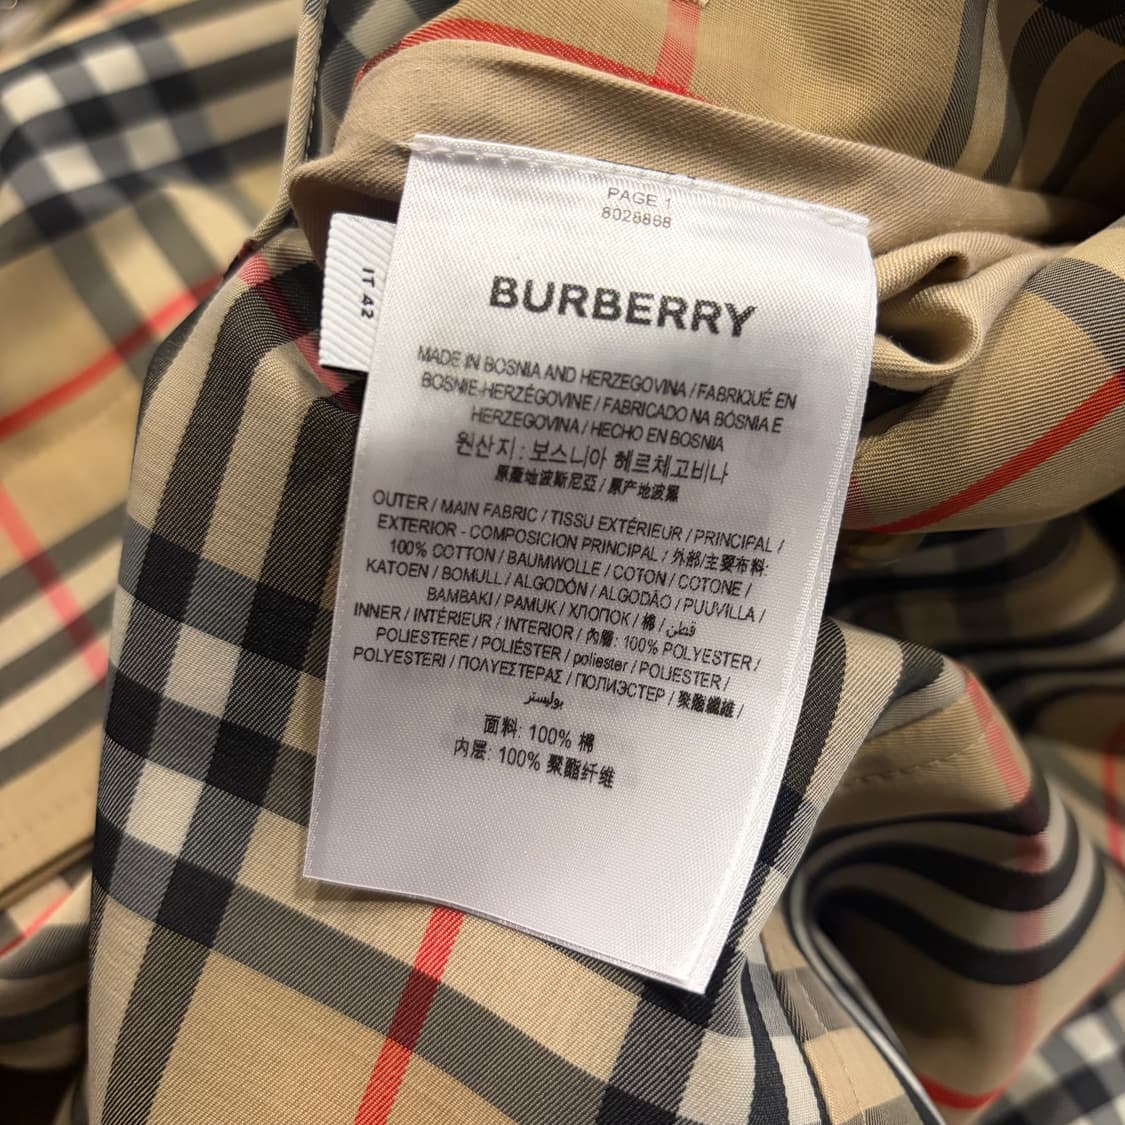 PAGE 1
8028868
IT 42
BURBERRY
MADE IN BOSNIA AND HERZEGOVINA / FABRIQUÉ EN
BOSNIE-HERZÉGOVINE / FABRICADO NA BÓSNIA E
HERZEGOVINA / HECHO EN BOSNIA
원산지 : 보스니아 헤르체고비나
原產地波斯尼亞 / 原产地波黑
OUTER / MAIN FABRIC / TISSU EXTÉRIEUR / PRINCIPAL /
EXTERIOR - COMPOSICION PRINCIPAL / 外部/主要布料:
100% COTTON / BAUMWOLLE / COTON / COTONE /
KATOEN / BOMULL / ALGODÓN / ALGODÃO / PUUVILLA /
BAMBAKI / PAMUK / ХЛОПОК / 棉 / قطن
INNER / INTÉRIEUR / INTERIOR / 內層: 100% POLYESTER /
POLIESTERE / POLIÉSTER / poliester / POLJESTER /
POLYESTERI / ΠΟΛΥΕΣΤΕΡΑΣ / ПОЛИЭСТЕР / 聚酯纖維 /
بوليستر
面料: 100% 棉
内层: 100% 聚酯纤维